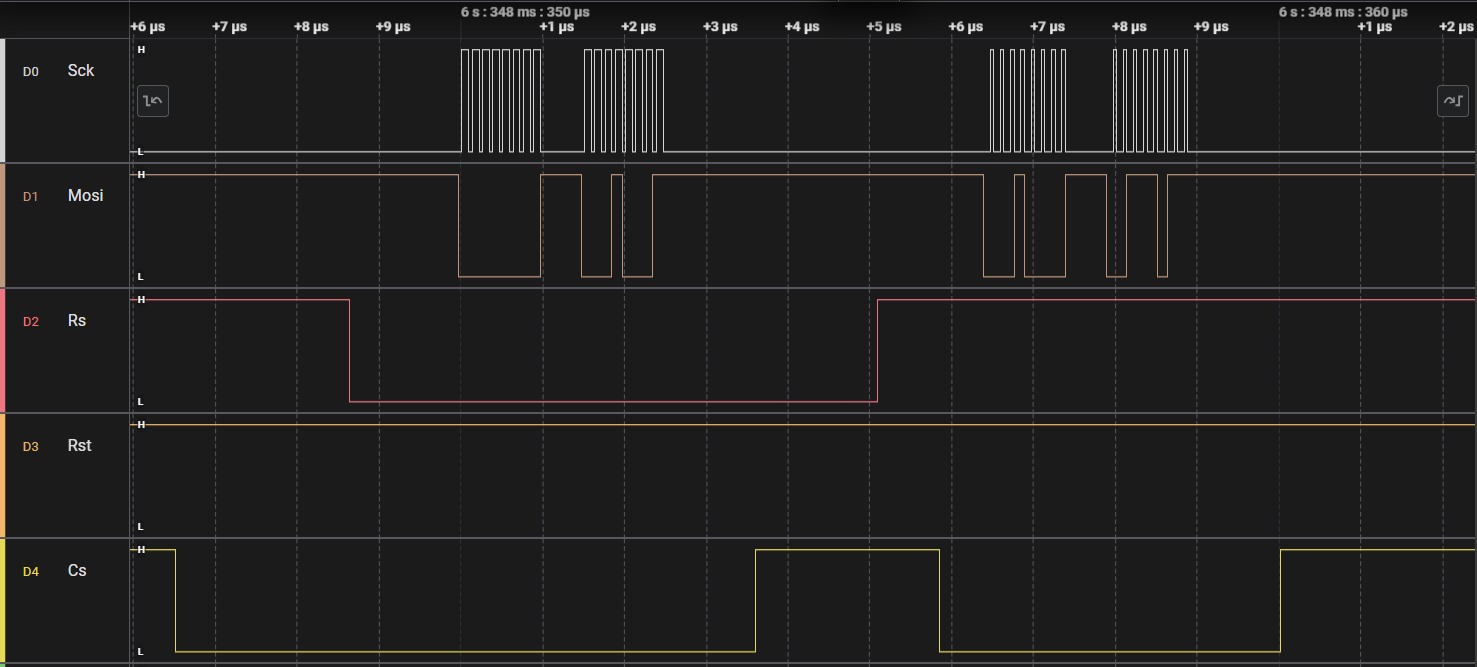 6 s : 348 ms : 350 µs 6 s : 348 ms : 360 µs
+6 µs +7 µs +8 µs +9 µs +1 µs +2 µs +3 µs +4 µs +5 µs +6 µs +7 µs +8 µs +9 µs +1 µs +2 µs
H
D0 Sck
L
H
D1 Mosi
L
H
D2 Rs
L
H
D3 Rst
L
H
D4 Cs
L